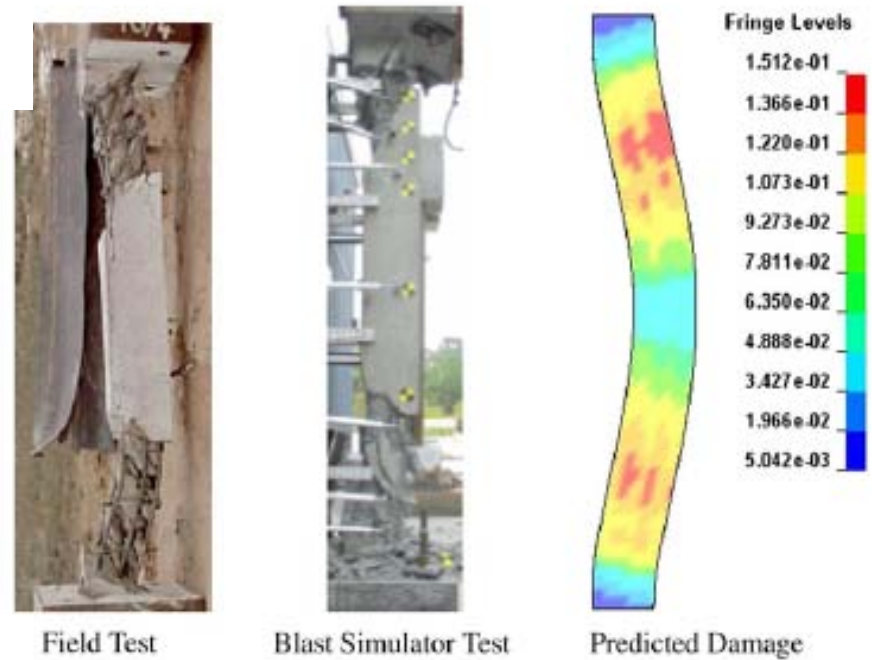 Fringe Levels
1.512e-01
1.366e-01
1.220e-01
1.073e-01
9.273e-02
7.811e-02
6.350e-02
4.888e-02
3.427e-02
1.966e-02
5.042e-03
Field Test
Blast Simulator Test
Predicted Damage